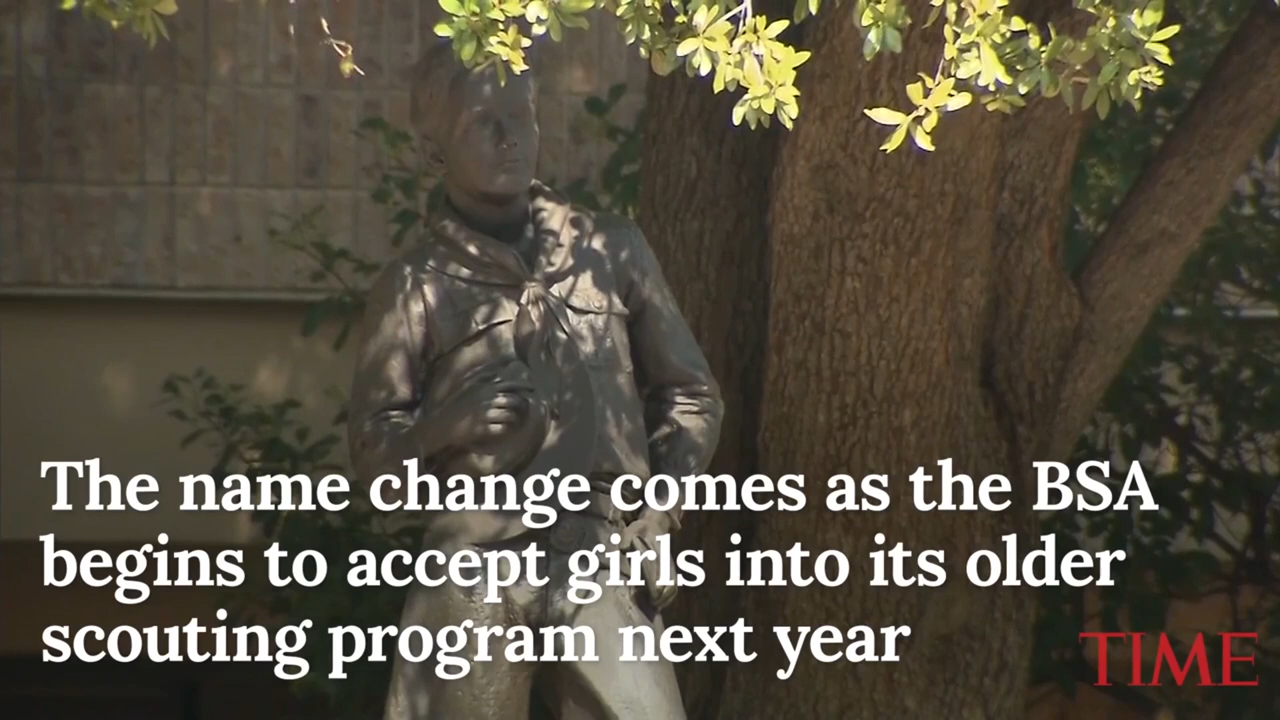 The name change comes as the BSA
begins to accept girls into its older
scouting program next year
TIME